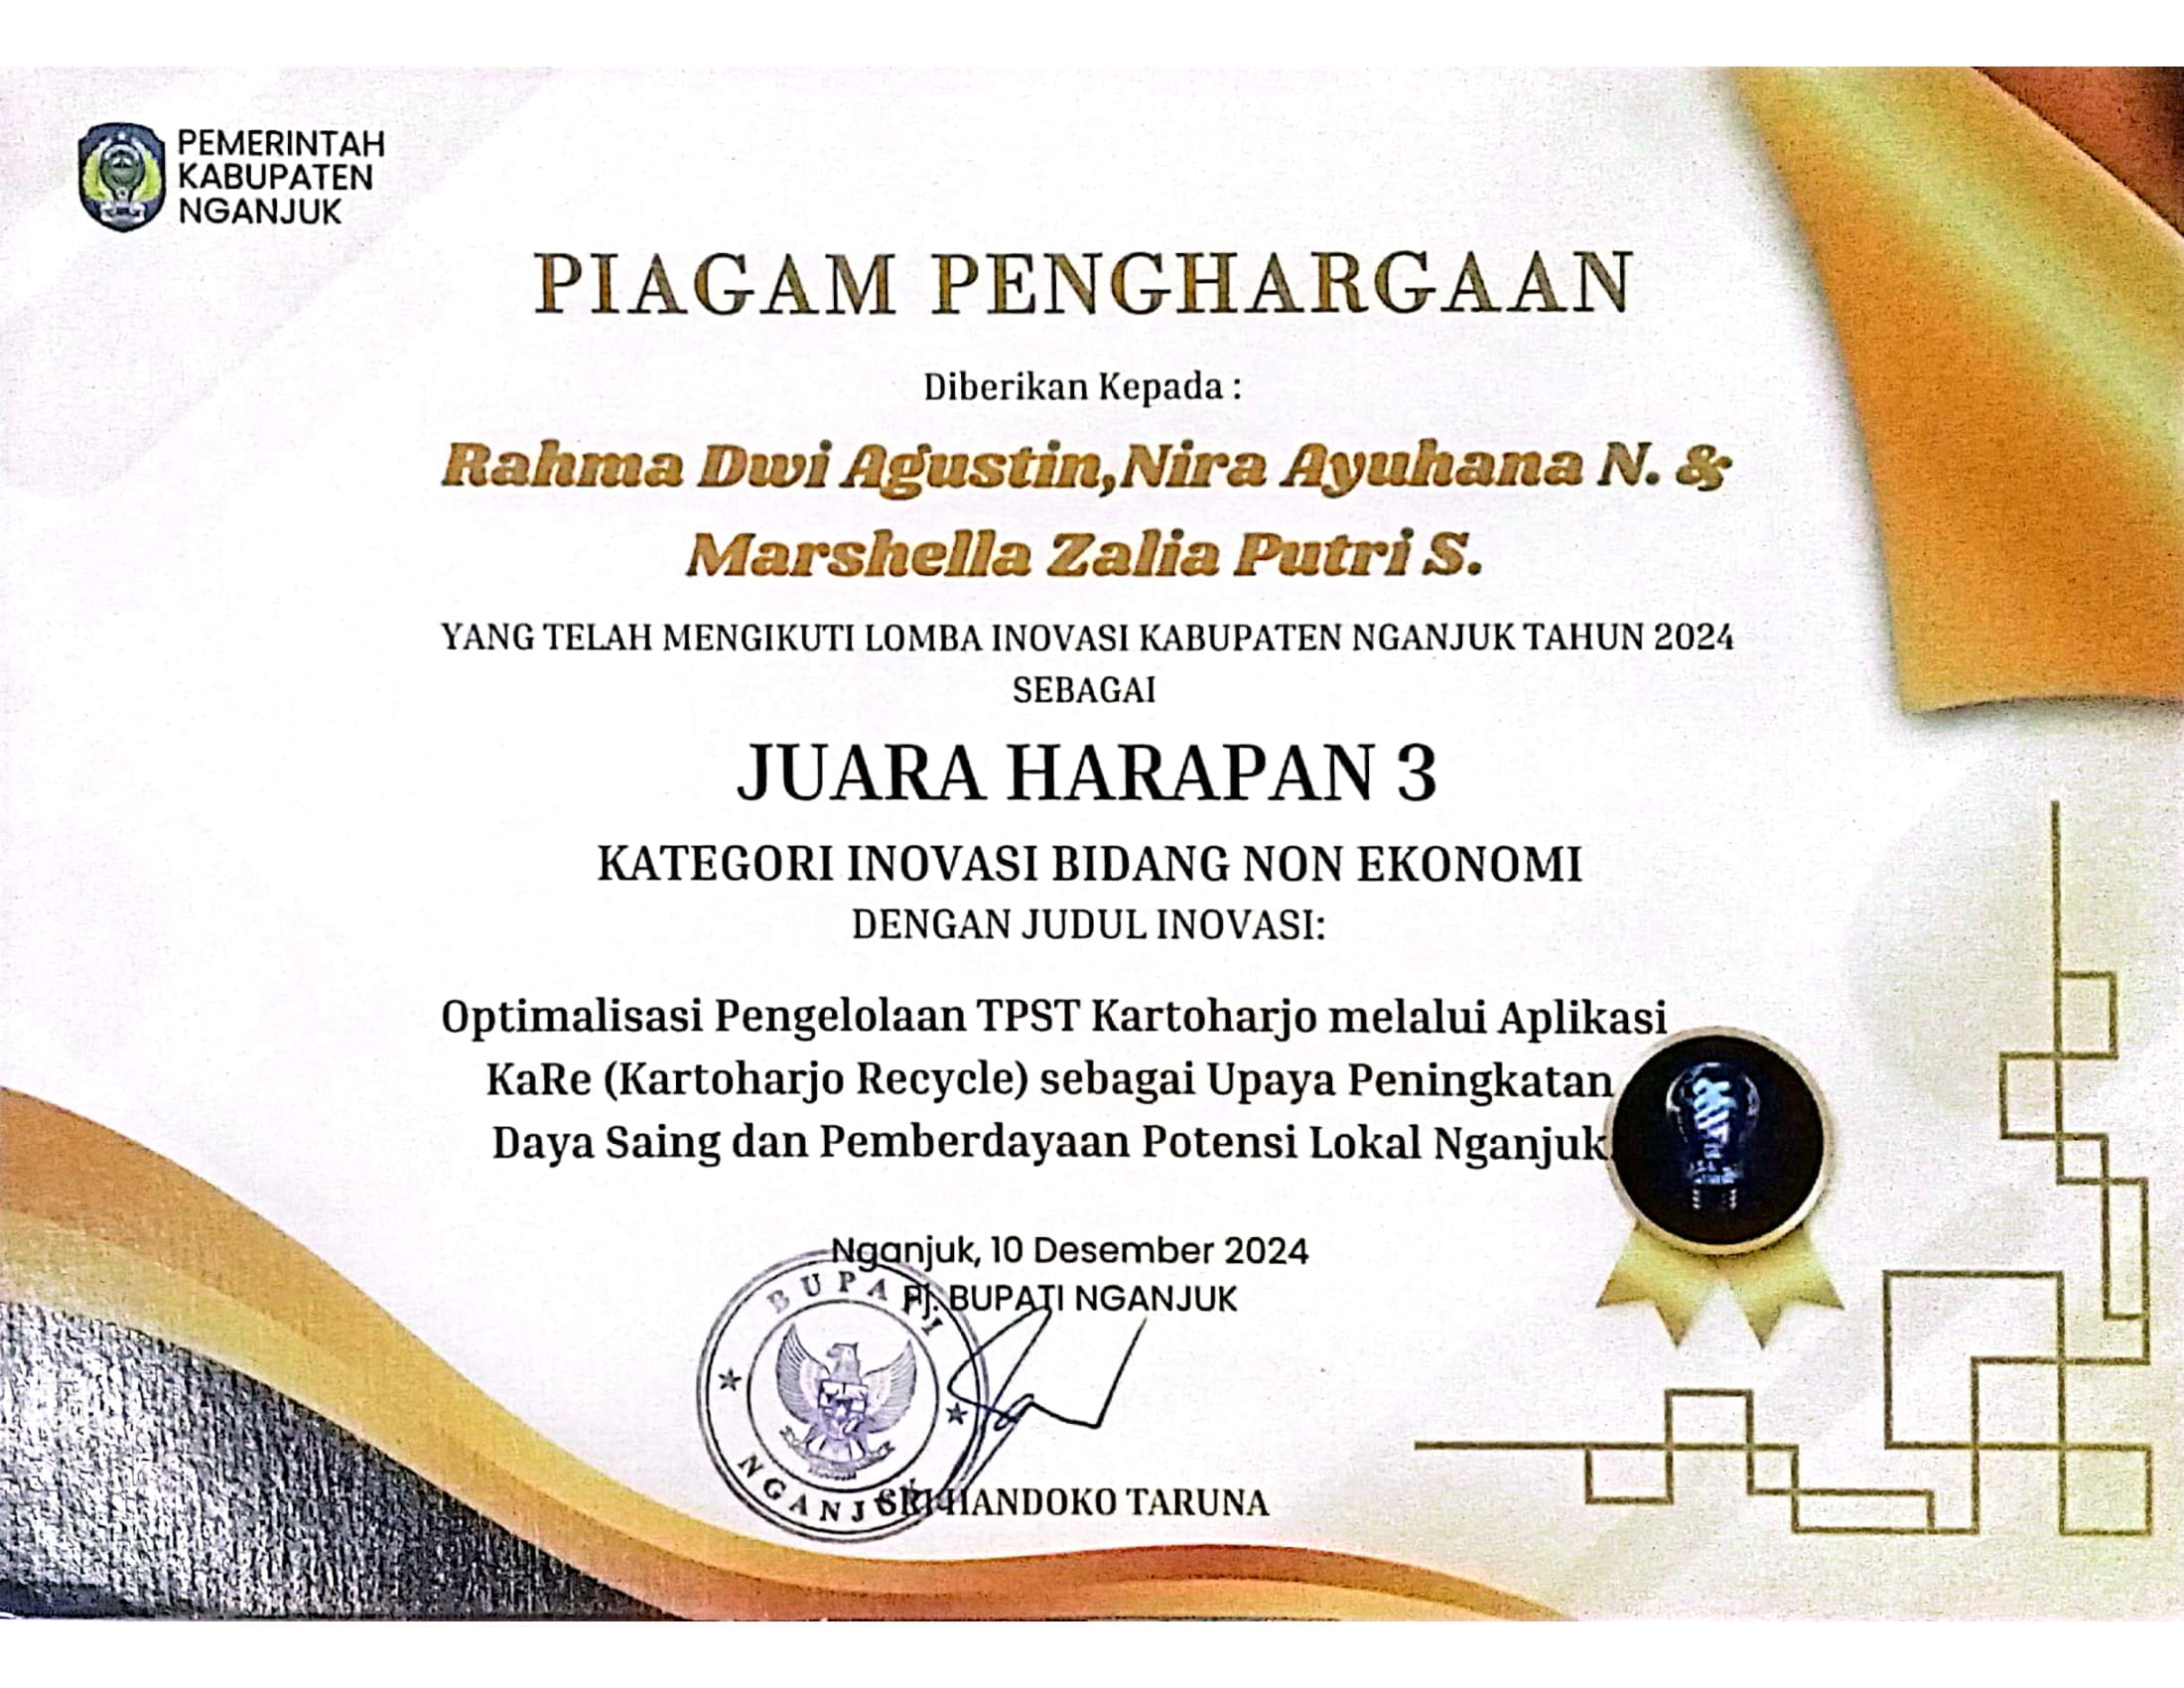 PEMERINTAH
KABUPATEN
NGANJUK
PIAGAM PENGHARGAAN
Diberikan Kepada :
Rahma Dwi Agustin,Nira Ayuhana N. &
Marshella Zalia Putri S.
YANG TELAH MENGIKUTI LOMBA INOVASI KABUPATEN NGANJUK TAHUN 2024
SEBAGAI
JUARA HARAPAN 3
KATEGORI INOVASI BIDANG NON EKONOMI
DENGAN JUDUL INOVASI:
Optimalisasi Pengelolaan TPST Kartoharjo melalui Aplikasi
KaRe (Kartoharjo Recycle) sebagai Upaya Peningkatan
Daya Saing dan Pemberdayaan Potensi Lokal Nganjuk
Nganjuk, 10 Desember 2024
Pj. BUPATI NGANJUK
BUPATI
NGANJUK
SRI HANDOKO TARUNA